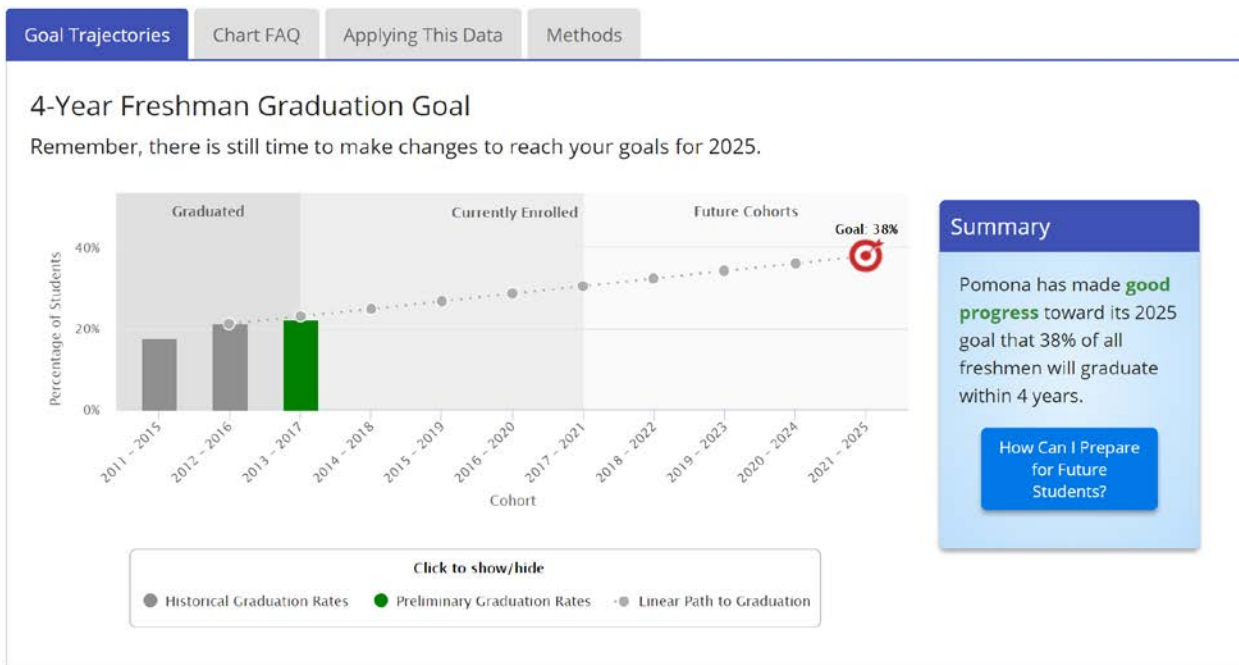 Goal Trajectories
Chart FAQ
Applying This Data
Methods
4-Year Freshman Graduation Goal
Remember, there is still time to make changes to reach your goals for 2025.
Graduated
Currently Enrolled
Future Cohorts
Goal: 38%
40%
20%
0%
Percentage of Students
2011 - 2015
2012 - 2016
2013 - 2017
2014 - 2018
2015 - 2019
2016 - 2020
2017 - 2021
2018 - 2022
2019 - 2023
2020 - 2024
2021 - 2025
Cohort
Summary
Pomona has made good
progress toward its 2025
goal that 38% of all
freshmen will graduate
within 4 years.
How Can I Prepare
for Future
Students?
Click to show/hide
Historical Graduation Rates
Preliminary Graduation Rates
Linear Path to Graduation